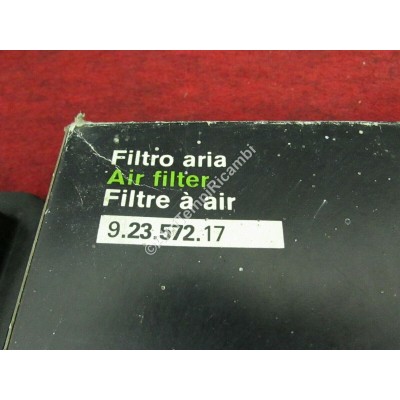 Filtro aria
Air filter
Filtre à air
9.23.572.17